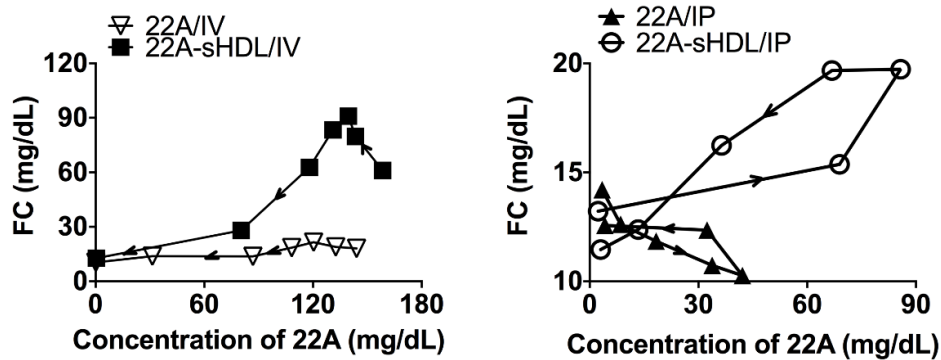 22A/IV
22A-sHDL/IV
120
90
60
30
0
FC (mg/dL)
0 60 120 180
Concentration of 22A (mg/dL)
22A/IP
22A-sHDL/IP
20
15
10
FC (mg/dL)
0 30 60 90
Concentration of 22A (mg/dL)